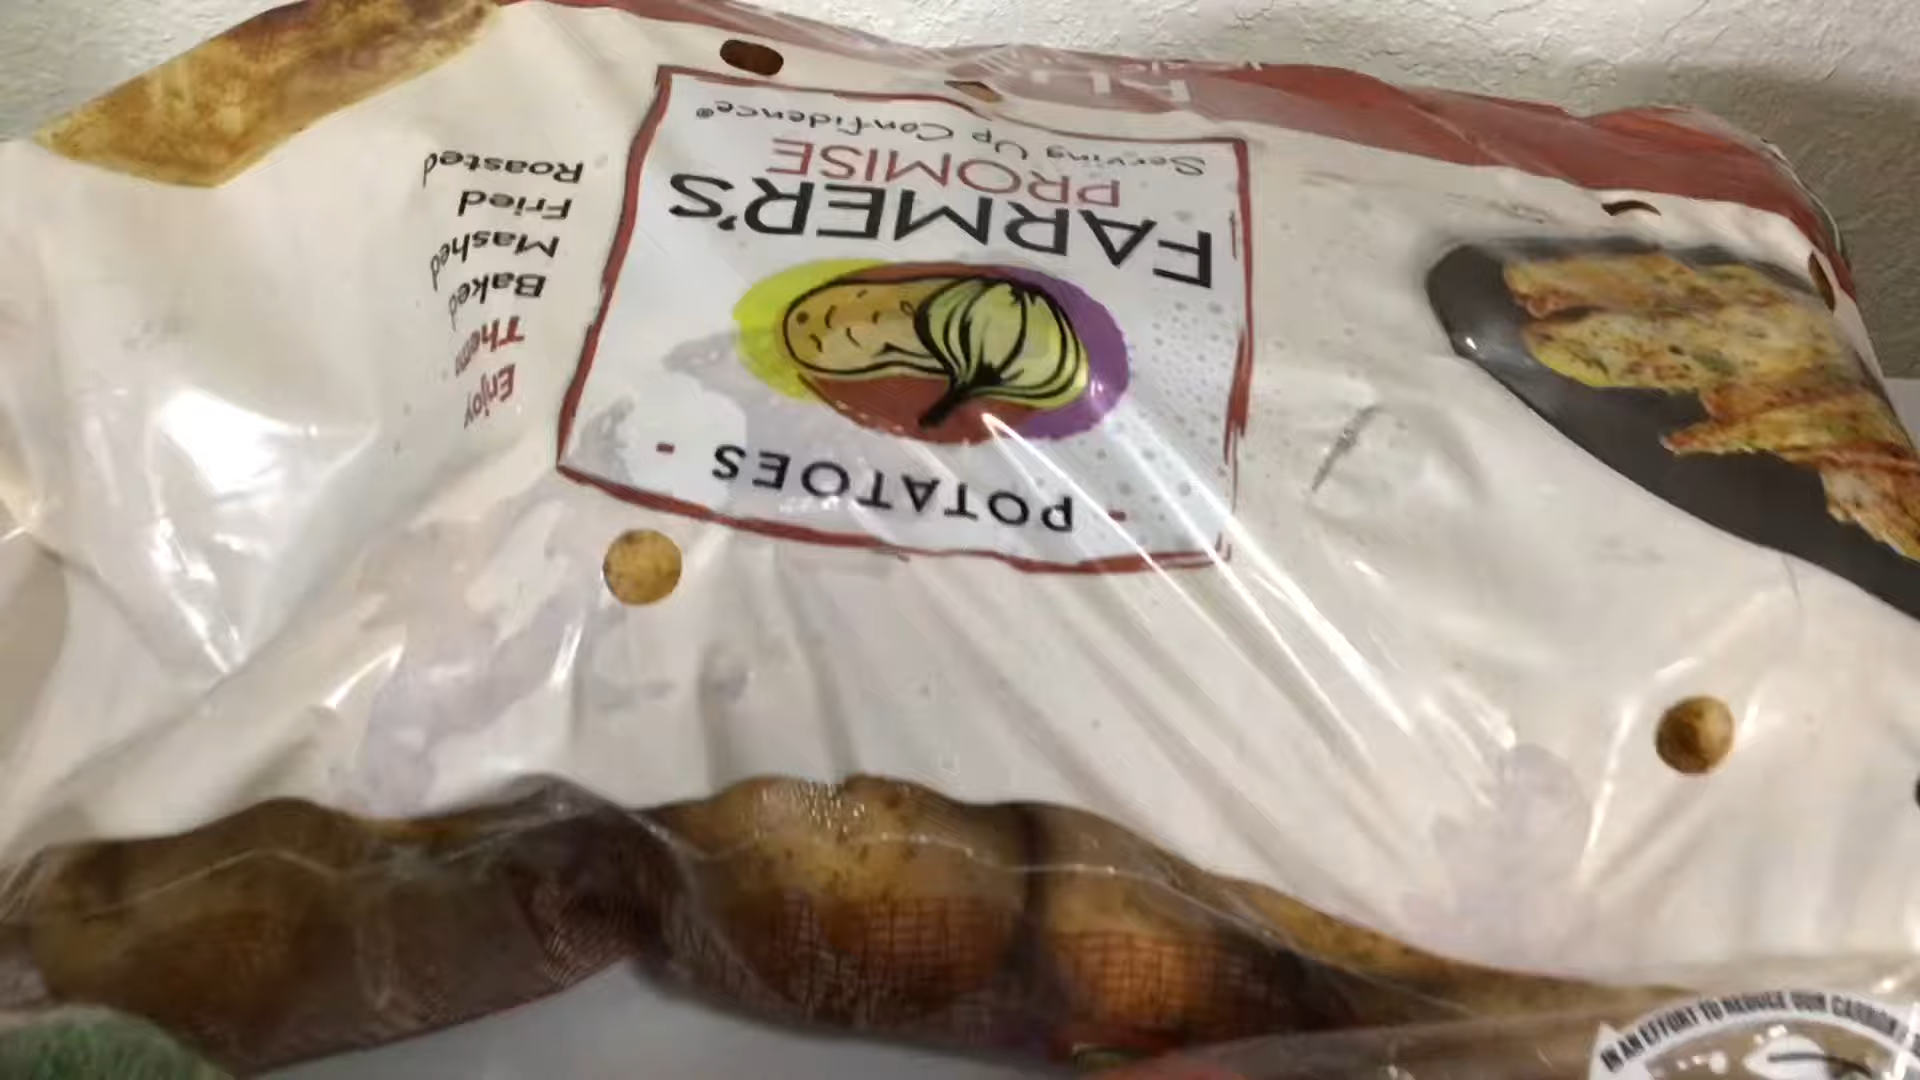 Serving Up Confidence®
FARMER'S
PROMISE
- POTATOES -
Enjoy
Them
Baked
Mashed
Fried
Roasted
IN AN EFFORT TO REDUCE OUR CARBON